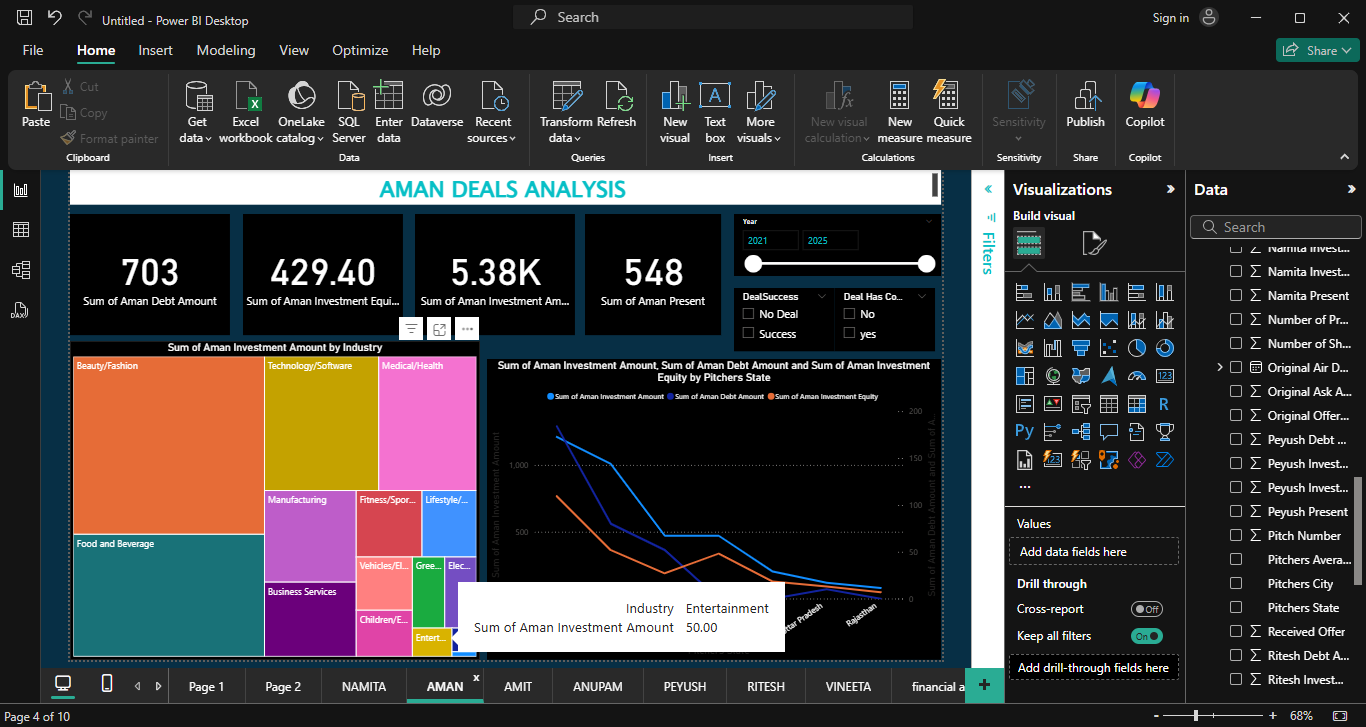 Untitled - Power BI Desktop
Search
Sign in
File Home Insert Modeling View Optimize Help
Share
Paste
Cut
Copy
Format painter
Clipboard
Get data
Excel workbook
OneLake catalog
SQL Server
Enter data
Dataverse
Recent sources
Data
Transform data
Refresh
Queries
New visual
Text box
More visuals
Insert
New visual calculation
New measure
Quick measure
Calculations
Sensitivity
Sensitivity
Publish
Share
Copilot
Copilot
AMAN DEALS ANALYSIS
703
Sum of Aman Debt Amount
429.40
Sum of Aman Investment Equi...
5.38K
Sum of Aman Investment Am...
548
Sum of Aman Present
Year
2021 2025
DealSuccess
No Deal
Success
Deal Has Co...
No
yes
Sum of Aman Investment Amount by Industry
Beauty/Fashion
Technology/Software
Medical/Health
Food and Beverage
Manufacturing
Fitness/Spor...
Lifestyle/...
Business Services
Vehicles/El...
Gree...
Elec...
Children/E...
Entert...
Industry Entertainment
Sum of Aman Investment Amount 50.00
Sum of Aman Investment Amount, Sum of Aman Debt Amount and Sum of Aman Investment
Equity by Pitchers State
Sum of Aman Investment Amount Sum of Aman Debt Amount Sum of Aman Investment Equity
Sum of Aman Investment Amount
1,000
500
200
150
100
50
0
Sum of Aman Debt Amount and Sum of A...
Rajasthan
Filters
Visualizations
Build visual
Values
Add data fields here
Drill through
Cross-report
Off
Keep all filters
On
Add drill-through fields here
Data
Search
Namita Invest...
Namita Invest...
Namita Present
Number of Pr...
Number of Sh...
Original Air D...
Original Ask A...
Original Offer...
Peyush Debt ...
Peyush Invest...
Peyush Invest...
Peyush Present
Pitch Number
Pitchers Avera...
Pitchers City
Pitchers State
Received Offer
Ritesh Debt A...
Ritesh Invest...
Page 1 Page 2 NAMITA AMAN AMIT ANUPAM PEYUSH RITESH VINEETA financial a
Page 4 of 10
68%